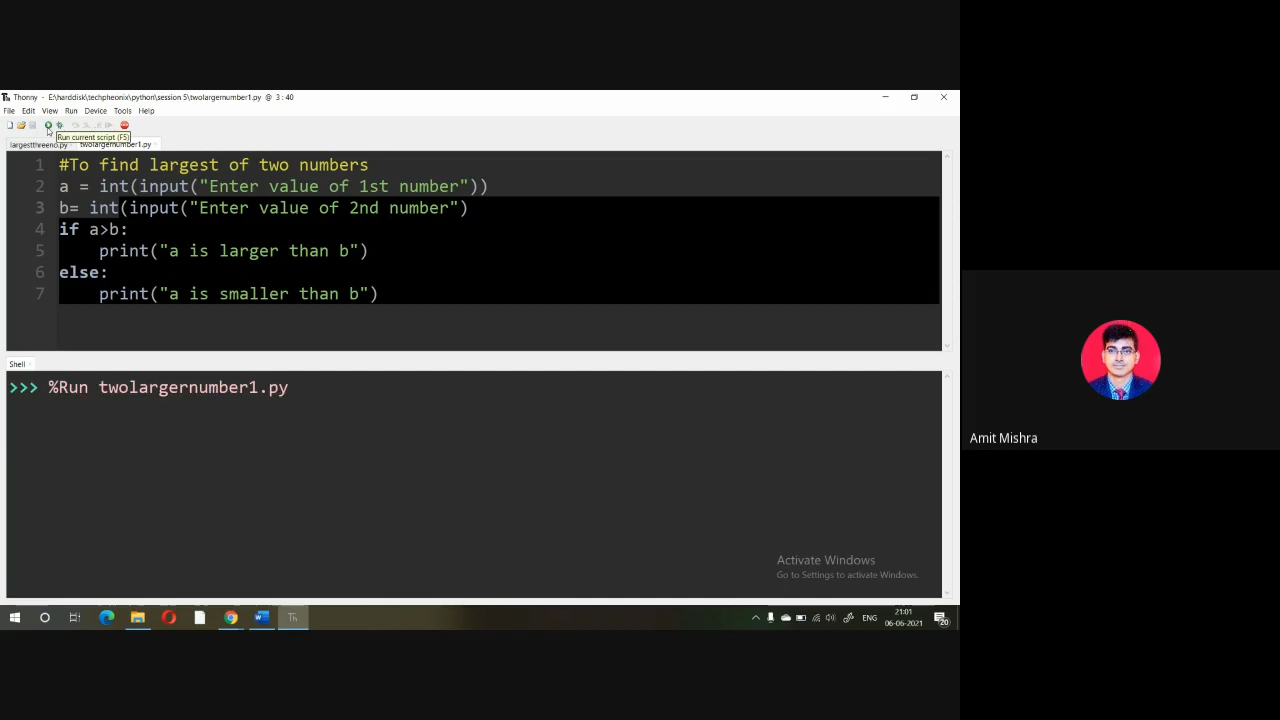 Thonny - E:\harddisk\techpheonix\python\session 5\twolargernumber1.py @ 3 : 40
File Edit View Run Device Tools Help
Run current script (F5)
largestthreeno.py twolargernumber1.py
1 #To find largest of two numbers
2 a = int(input("Enter value of 1st number"))
3 b= int(input("Enter value of 2nd number")
4 if a>b:
5 print("a is larger than b")
6 else:
7 print("a is smaller than b")
Shell
>>> %Run twolargernumber1.py
Amit Mishra
Activate Windows
Go to Settings to activate Windows.
Th ENG 21:01
06-06-2021 20